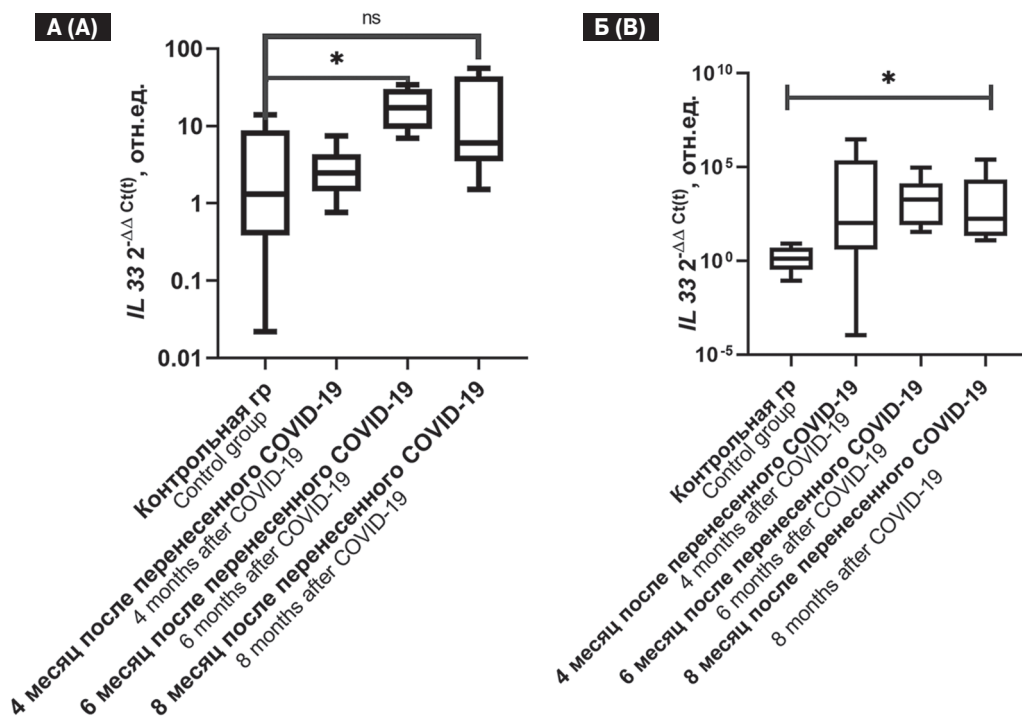 А (A)
ns
*
100
10
1
0.1
0.01
IL 33 2-ΔΔ Ct(t), отн.ед.
Контрольная гр
Control group
4 месяц после перенесенного COVID-19
4 months after COVID-19
6 месяц после перенесенного COVID-19
6 months after COVID-19
8 месяц после перенесенного COVID-19
8 months after COVID-19
Б (B)
*
10^10
10^5
10^0
10^-5
IL 33 2-ΔΔ Ct(t), отн.ед.
Контрольная гр
Control group
4 месяц после перенесенного COVID-19
4 months after COVID-19
6 месяц после перенесенного COVID-19
6 months after COVID-19
8 месяц после перенесенного COVID-19
8 months after COVID-19